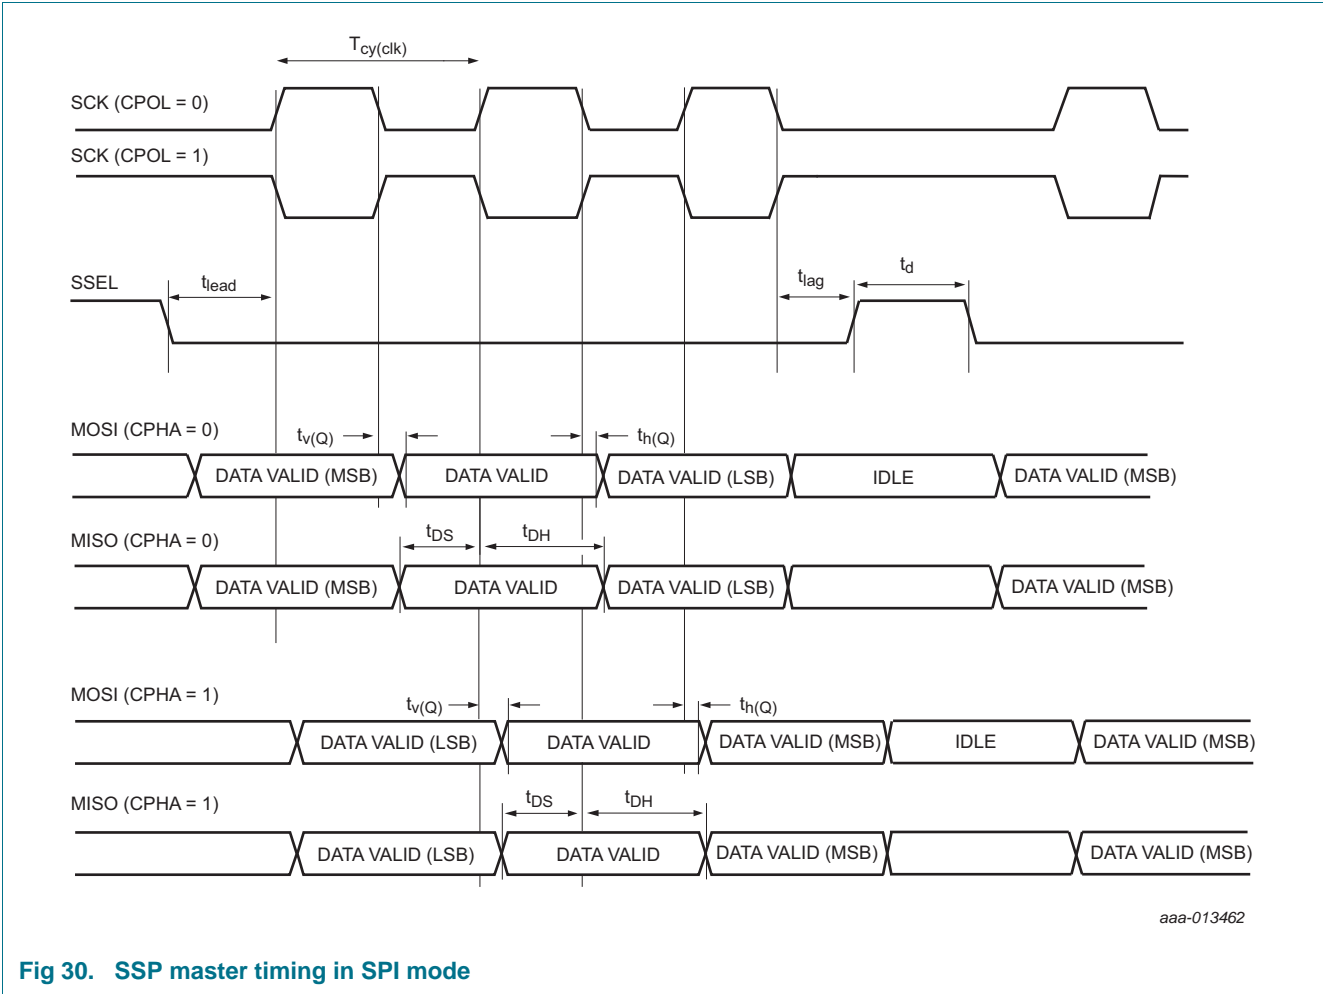 Tcy(clk)
SCK (CPOL = 0)
SCK (CPOL = 1)
SSEL
tlead
tlag
td
MOSI (CPHA = 0)
tv(Q)
th(Q)
DATA VALID (MSB)
DATA VALID
DATA VALID (LSB)
IDLE
DATA VALID (MSB)
MISO (CPHA = 0)
tDS
tDH
DATA VALID (MSB)
DATA VALID
DATA VALID (LSB)
DATA VALID (MSB)
MOSI (CPHA = 1)
tv(Q)
th(Q)
DATA VALID (LSB)
DATA VALID
DATA VALID (MSB)
IDLE
DATA VALID (MSB)
MISO (CPHA = 1)
tDS
tDH
DATA VALID (LSB)
DATA VALID
DATA VALID (MSB)
DATA VALID (MSB)
aaa-013462
Fig 30. SSP master timing in SPI mode